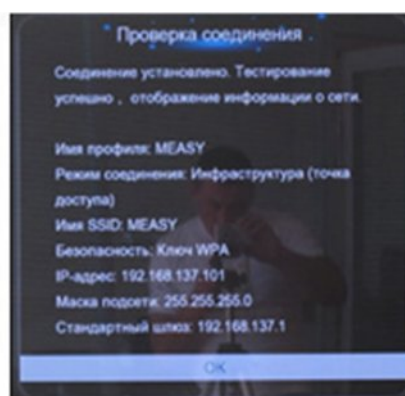 Проверка соединения
Соединение установлено. Тестирование
успешно , отображение информации о сети.
Имя профиля: MEASY
Режим соединения: Инфраструктура (точка
доступа)
Имя SSID: MEASY
Безопасность: Ключ WPA
IP-адрес: 192.168.137.101
Маска подсети: 255.255.255.0
Стандартный шлюз: 192.168.137.1
OK